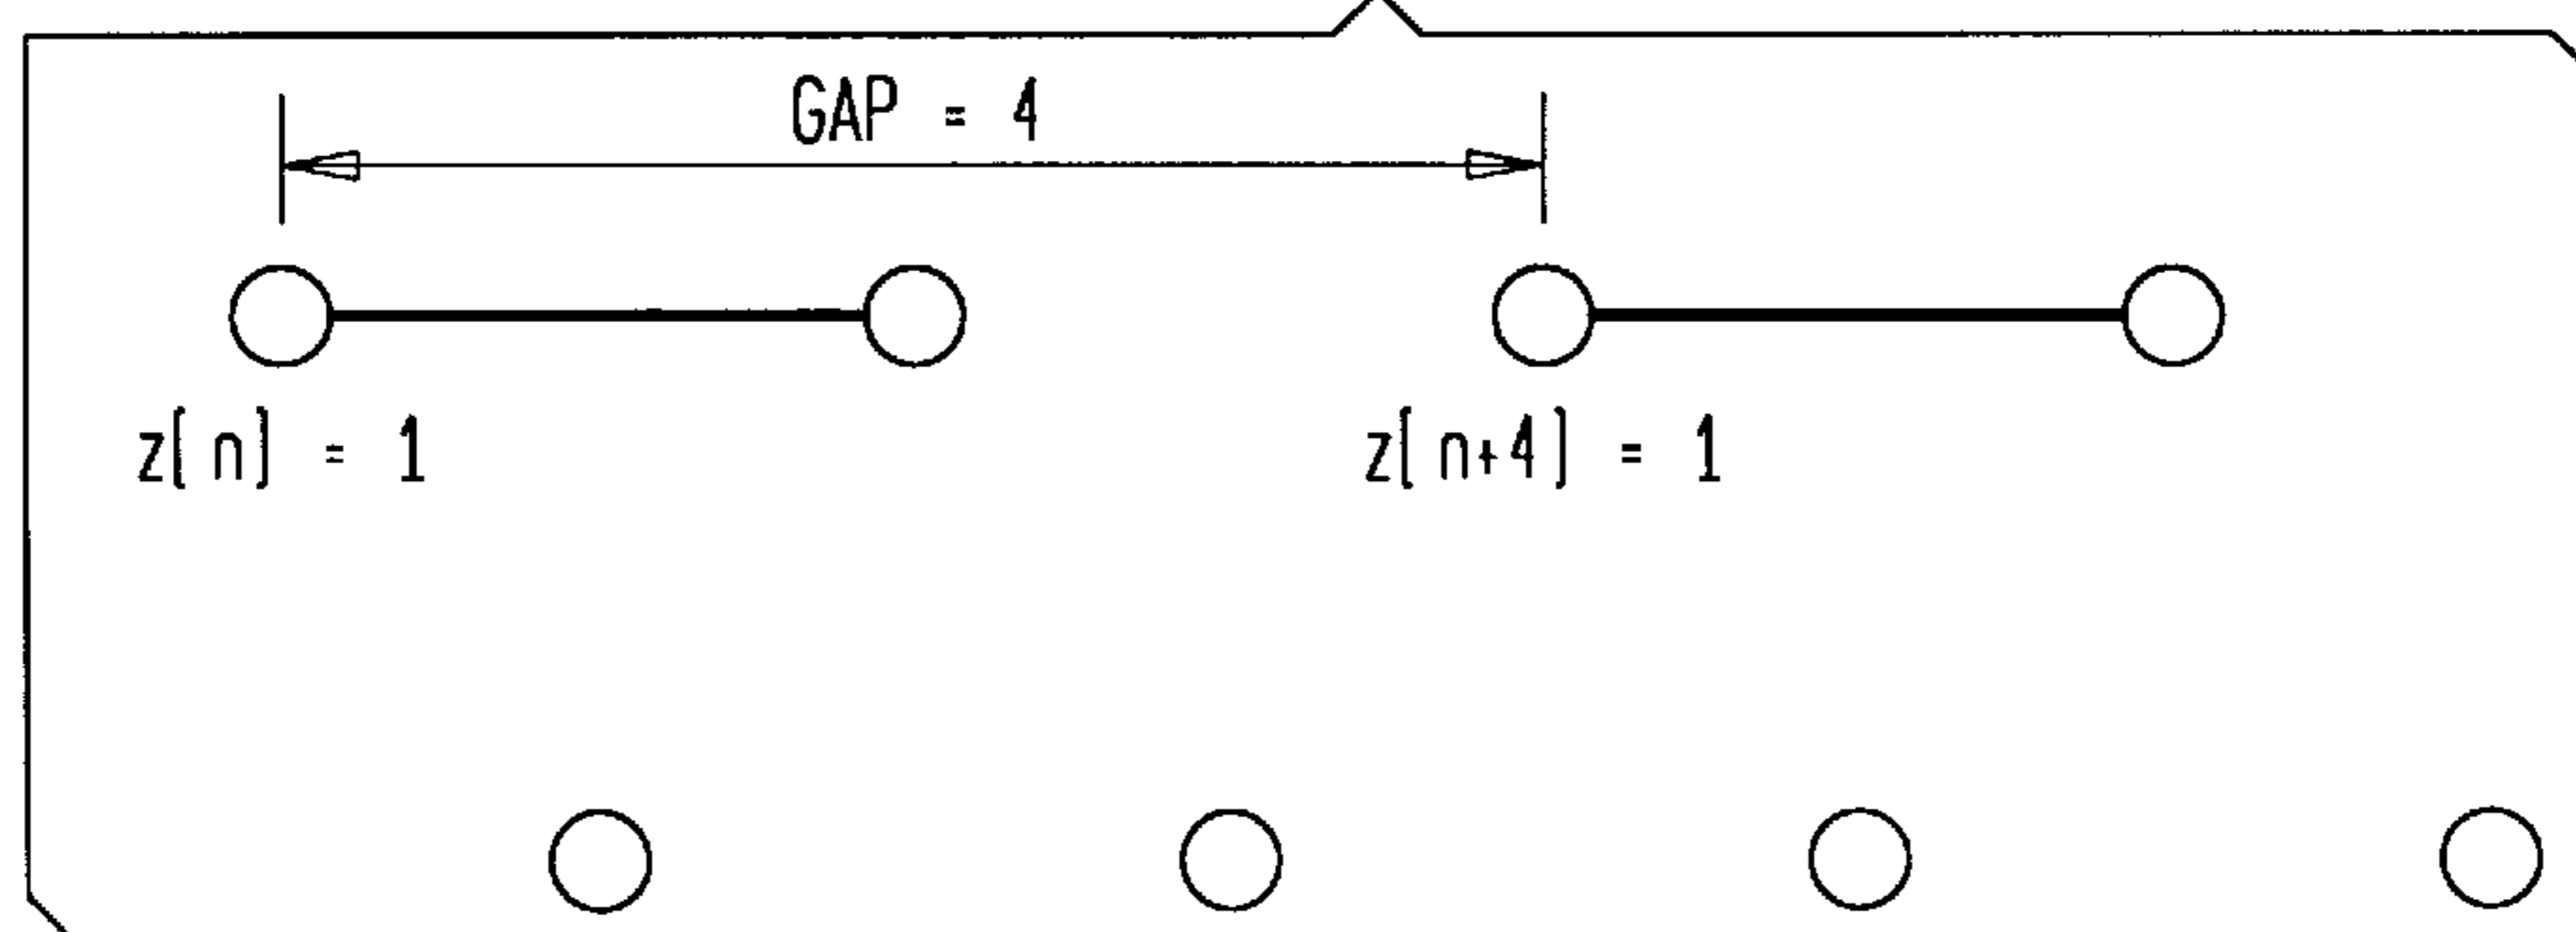 GAP = 4
z[n] = 1
z[n+4] = 1